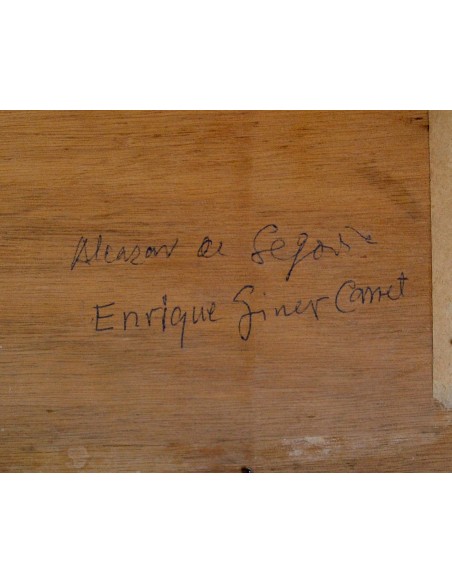 Alcazar de Segovia
Enrique Giner Carret